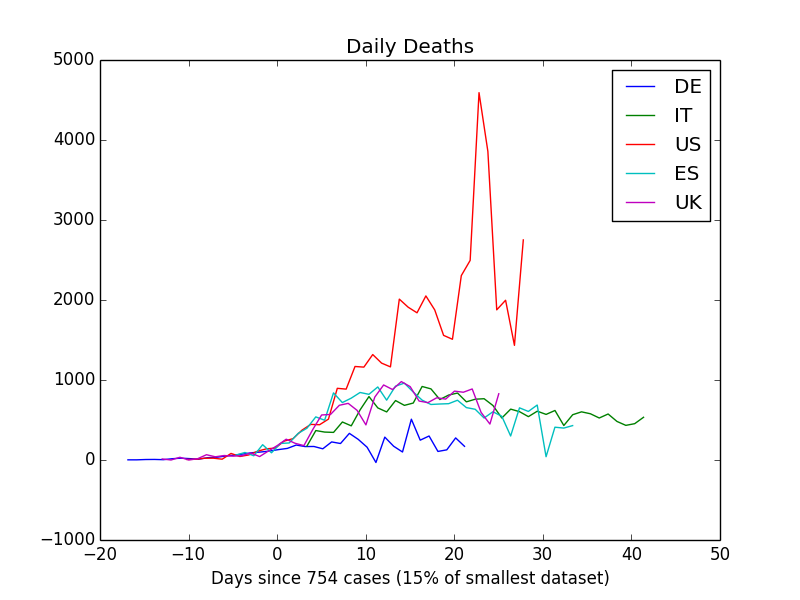 Daily Deaths
5000
4000
3000
2000
1000
0
−1000
−20 −10 0 10 20 30 40 50
Days since 754 cases (15% of smallest dataset)
DE
IT
US
ES
UK